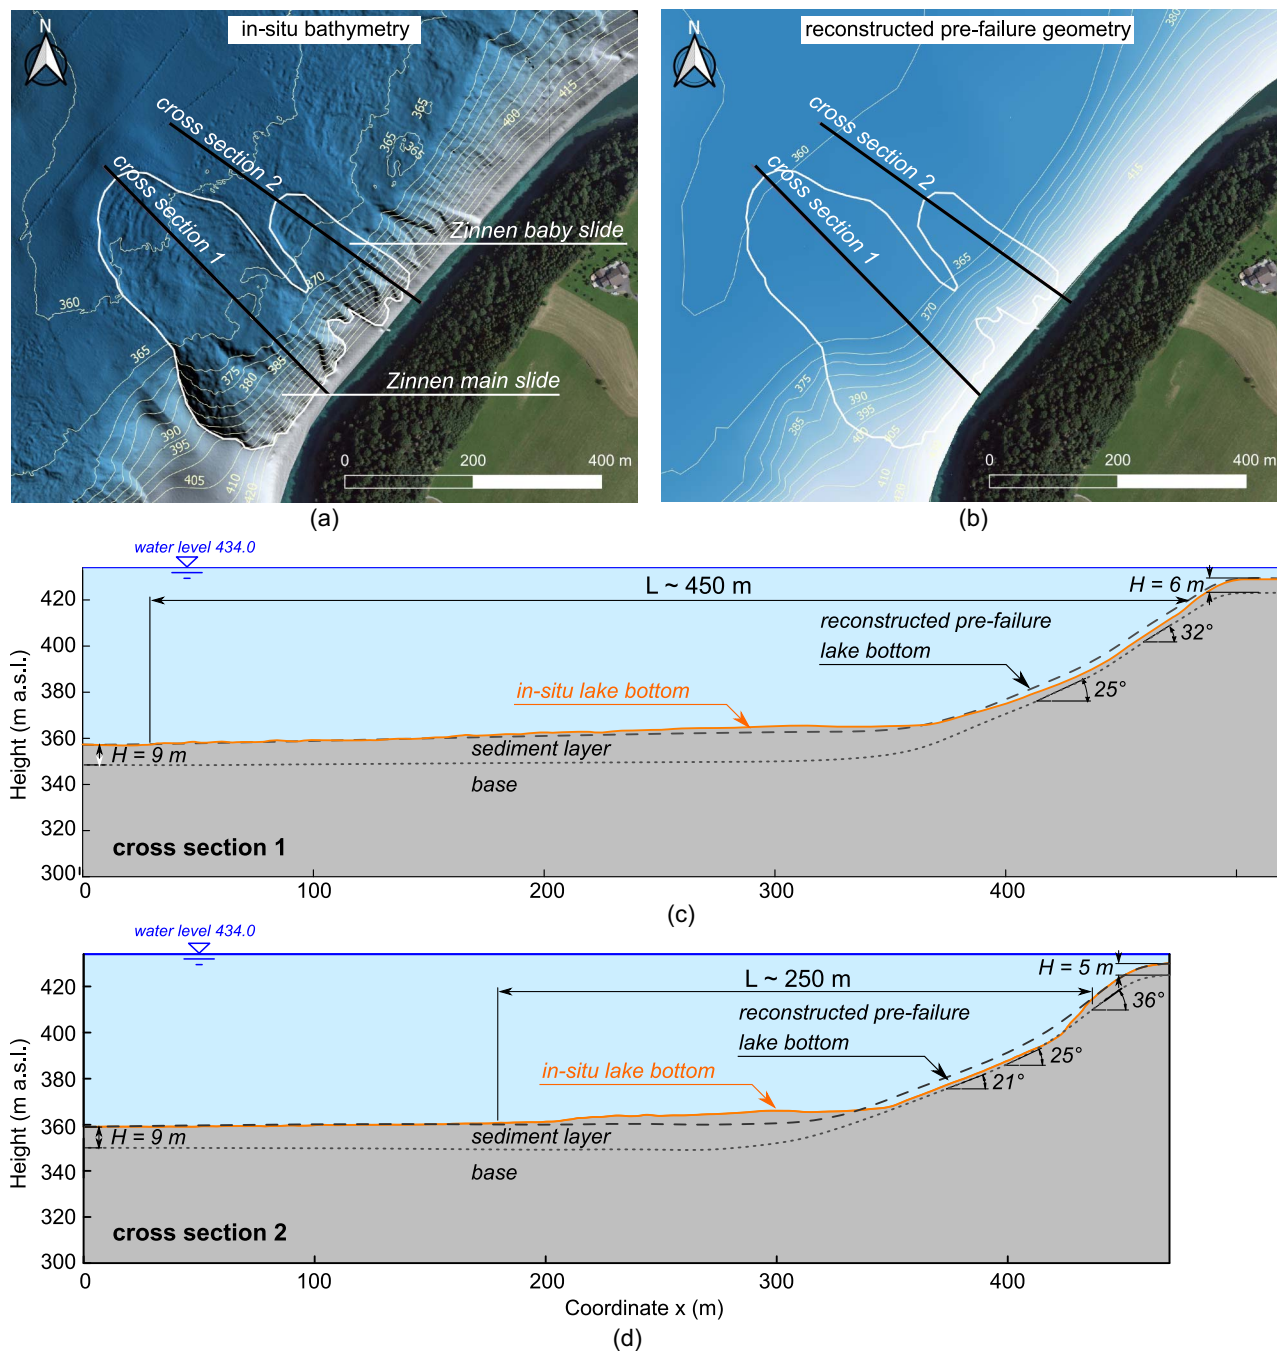 in-situ bathymetry
N
cross section 2
cross section 1
365
365
365
400
415
Zinnen baby slide
360
370
365
375
380
385
Zinnen main slide
390
395
405
410
420
0 200 400 m
(a)
reconstructed pre-failure geometry
N
380
cross section 2
cross section 1
360
415
365
370
375
385
390
395
400
405
410
420
0 200 400 m
(b)
water level 434.0
L ~ 450 m
H = 6 m
reconstructed pre-failure
lake bottom
32°
25°
in-situ lake bottom
sediment layer
H = 9 m
base
cross section 1
Height (m a.s.l.)
420
400
380
360
340
320
300
0 100 200 300 400
(c)
water level 434.0
L ~ 250 m
H = 5 m
reconstructed pre-failure
lake bottom
36°
25°
21°
in-situ lake bottom
sediment layer
H = 9 m
base
cross section 2
Height (m a.s.l.)
420
400
380
360
340
320
300
0 100 200 300 400
Coordinate x (m)
(d)